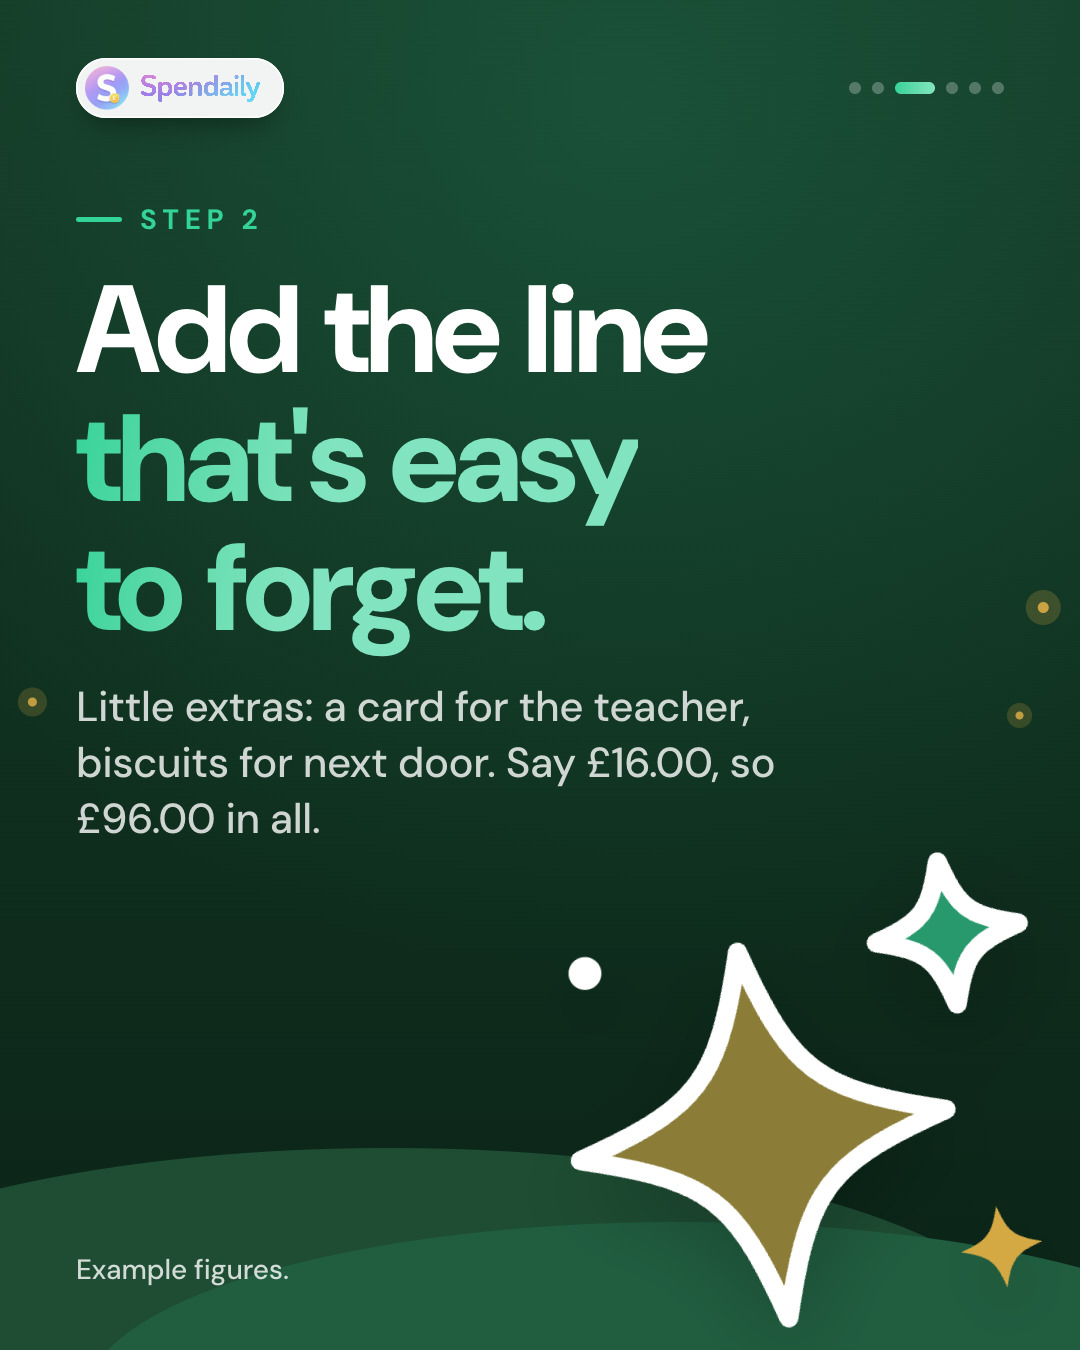 Spendaily
STEP 2
Add the line
that's easy
to forget.
Little extras: a card for the teacher,
biscuits for next door. Say £16.00, so
£96.00 in all.
Example figures.